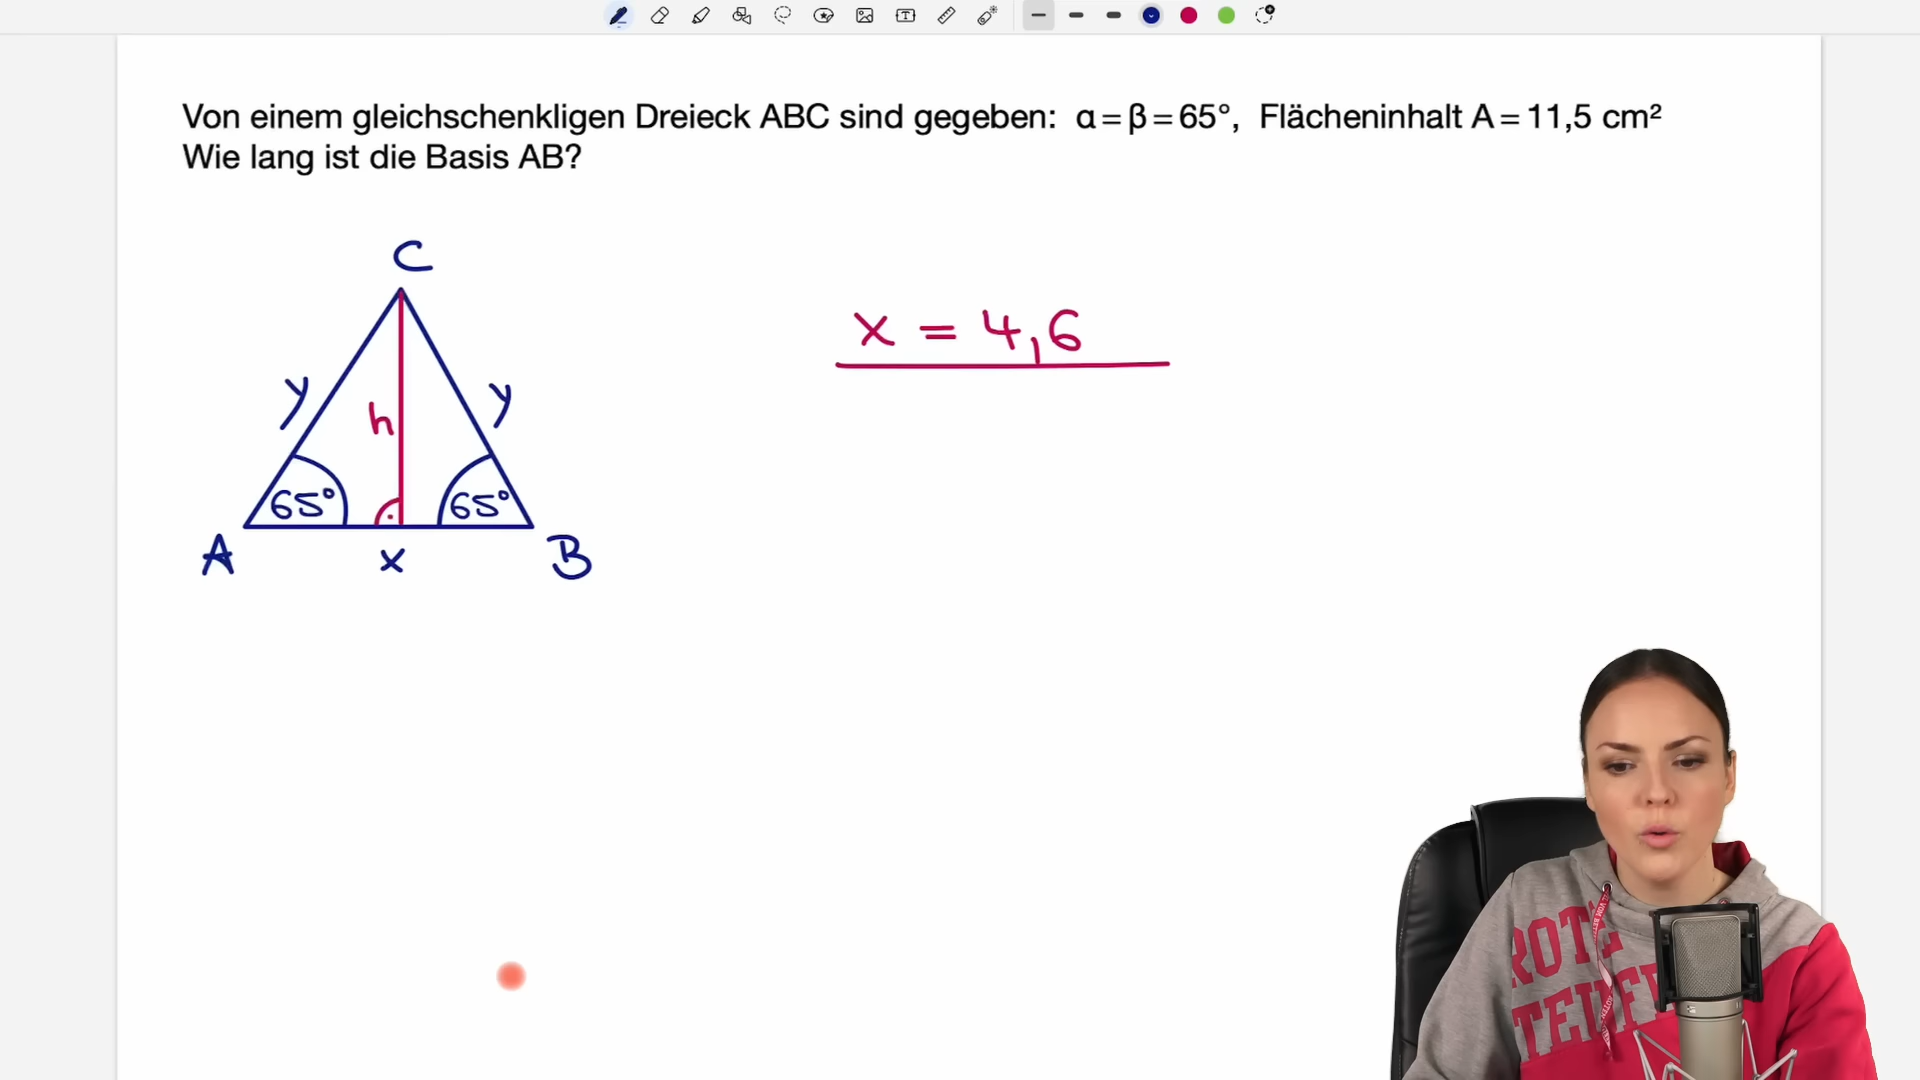 Von einem gleichschenkligen Dreieck ABC sind gegeben: α = β = 65°, Flächeninhalt A = 11,5 cm²
Wie lang ist die Basis AB?
C
x = 4,6
y
y
h
65°
65°
A
x
B
ROTE